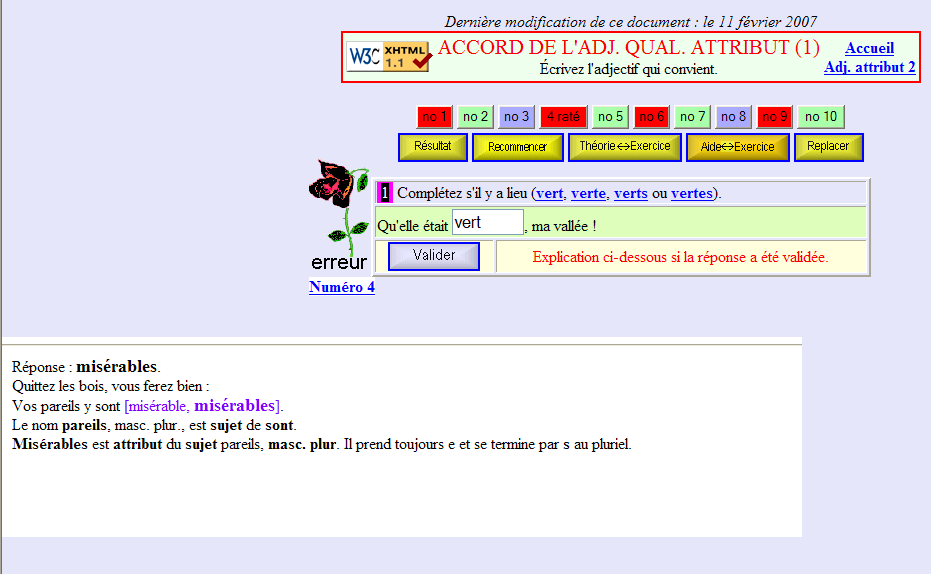 Dernière modification de ce document : le 11 février 2007
W3C XHTML 1.1
ACCORD DE L'ADJ. QUAL. ATTRIBUT (1)
Écrivez l'adjectif qui convient.
Accueil
Adj. attribut 2
no 1 no 2 no 3 4 raté no 5 no 6 no 7 no 8 no 9 no 10
Résultat Recommencer Théorie<->Exercice Aide<->Exercice Replacer
1 Complétez s'il y a lieu (vert, verte, verts ou vertes).
Qu'elle était vert, ma vallée !
erreur
Valider Explication ci-dessous si la réponse a été validée.
Numéro 4
Réponse : misérables.
Quittez les bois, vous ferez bien :
Vos pareils y sont [misérable, misérables].
Le nom pareils, masc. plur., est sujet de sont.
Misérables est attribut du sujet pareils, masc. plur. Il prend toujours e et se termine par s au pluriel.